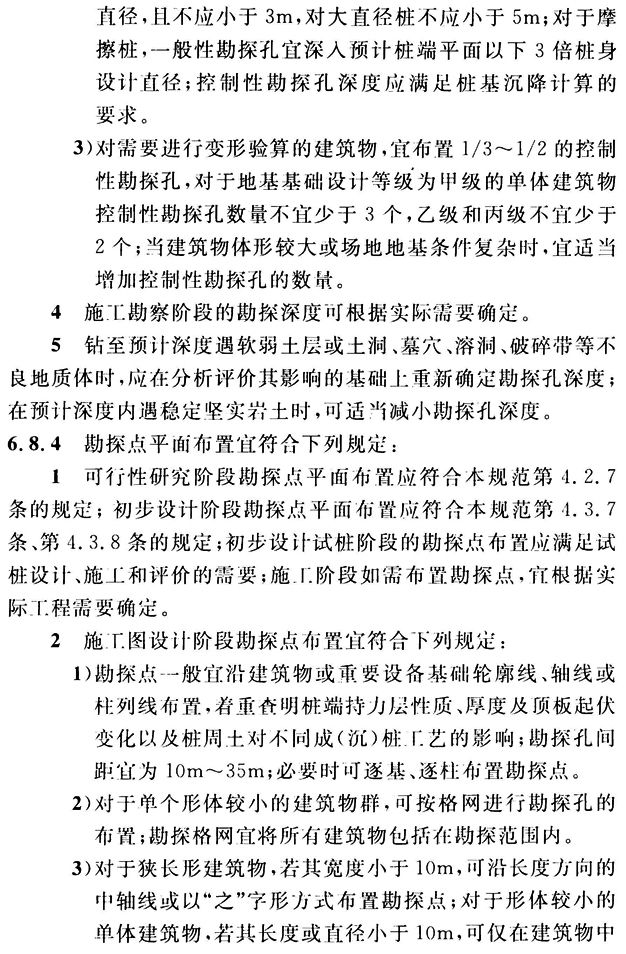 直径,且不应小于 3m,对大直径桩不应小于 5m;对于摩
擦桩,一般性勘探孔宜深入预计桩端平面以下 3 倍桩身
设计直径;控制性勘探孔深度应满足桩基沉降计算的
要求。
3)对需要进行变形验算的建筑物,宜布置 1/3～1/2 的控制
性勘探孔,对于地基基础设计等级为甲级的单体建筑物
控制性勘探孔数量不宜少于 3 个,乙级和丙级不宜少于
2 个;当建筑物体形较大或场地地基条件复杂时,宜适当
增加控制性勘探孔的数量。
4 施工勘察阶段的勘探深度可根据实际需要确定。
5 钻至预计深度遇软弱土层或土洞、墓穴、溶洞、破碎带等不
良地质体时,应在分析评价其影响的基础上重新确定勘探孔深度;
在预计深度内遇稳定坚实岩土时,可适当减小勘探孔深度。
6.8.4 勘探点平面布置宜符合下列规定:
1 可行性研究阶段勘探点平面布置应符合本规范第 4.2.7
条的规定; 初步设计阶段勘探点平面布置应符合本规范第 4.3.7
条、第 4.3.8 条的规定;初步设计试桩阶段的勘探点布置应满足试
桩设计、施工和评价的需要;施工阶段如需布置勘探点,宜根据实
际工程需要确定。
2 施工图设计阶段勘探点布置宜符合下列规定:
1)勘探点一般宜沿建筑物或重要设备基础轮廓线、轴线或
柱列线布置,着重查明桩端持力层性质、厚度及顶板起伏
变化以及桩周土对不同成(沉)桩工艺的影响;勘探孔间
距宜为 10m～35m;必要时可逐基、逐柱布置勘探点。
2)对于单个形体较小的建筑物群,可按格网进行勘探孔的
布置;勘探格网宜将所有建筑物包括在勘探范围内。
3)对于狭长形建筑物,若其宽度小于 10m,可沿长度方向的
中轴线或以“之”字形方式布置勘探点;对于形体较小的
单体建筑物,若其长度或直径小于 10m,可仅在建筑物中